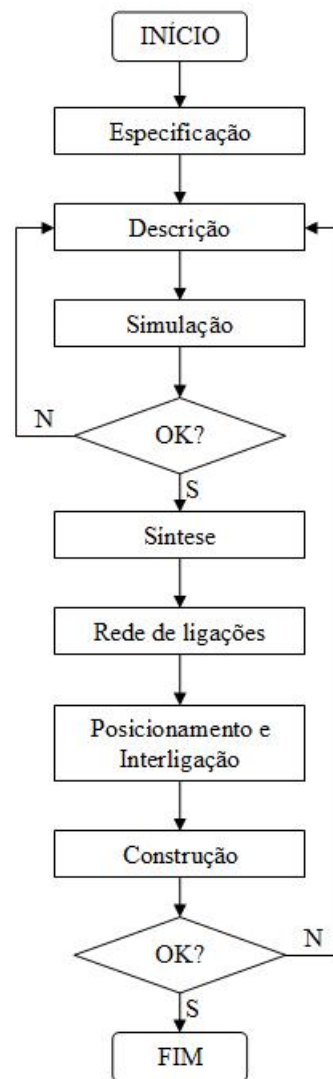 INÍCIO
Especificação
Descrição
Simulação
N
OK?
S
Síntese
Rede de ligações
Posicionamento e
Interligação
Construção
N
OK?
S
FIM